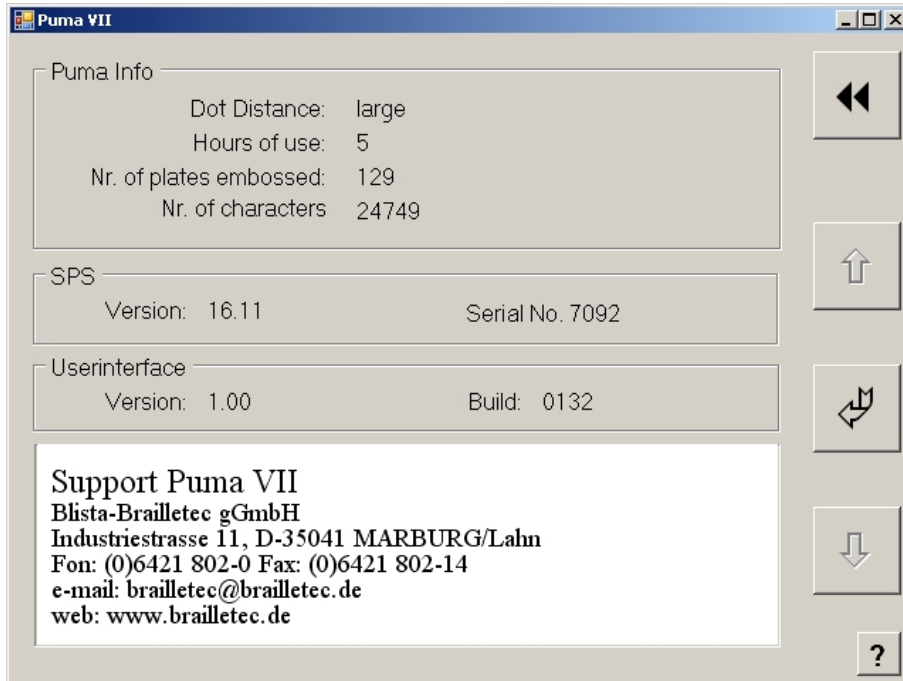 Puma VII
Puma Info
Dot Distance: large
Hours of use: 5
Nr. of plates embossed: 129
Nr. of characters 24749
SPS
Version: 16.11 Serial No. 7092
Userinterface
Version: 1.00 Build: 0132
Support Puma VII
Blista-Brailletec gGmbH
Industriestrasse 11, D-35041 MARBURG/Lahn
Fon: (0)6421 802-0 Fax: (0)6421 802-14
e-mail: brailletec@brailletec.de
web: www.brailletec.de
?